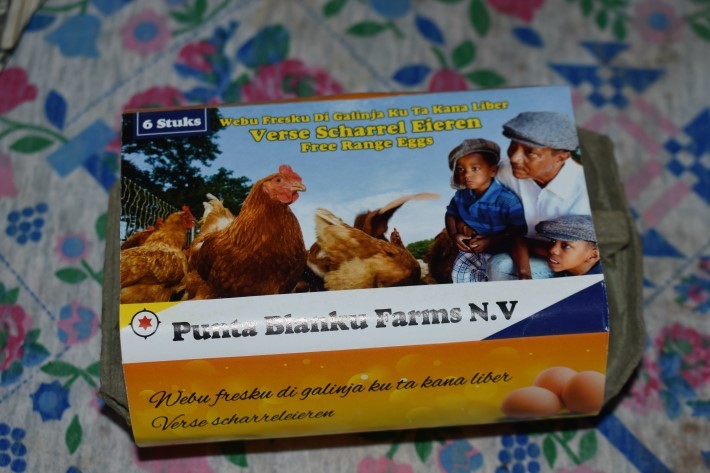 6 Stuks
Webu Fresku Di Galinja Ku Ta Kana Liber
Verse Scharrel Eieren
Free Range Eggs
Punta Blanku Farms N.V
Webu fresku di galinja ku ta kana liber
Verse scharreleieren